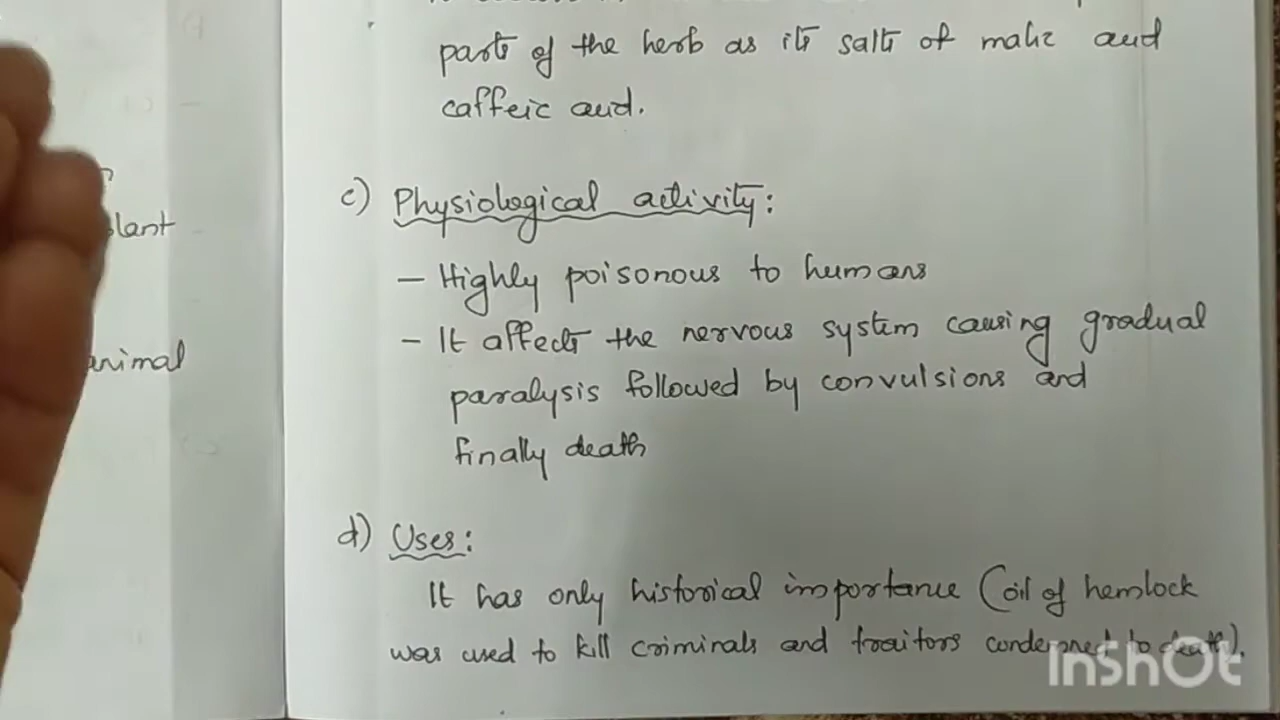 parts of the herb as its salts of malic and
caffeic acid.
c) Physiological activity:
plant
– Highly poisonous to humans
– It affects the nervous system causing gradual
animal
paralysis followed by convulsions and
finally death
d) Uses:
It has only historical importance (oil of hemlock
was used to kill criminals and traitors condemned to death).
InShOt